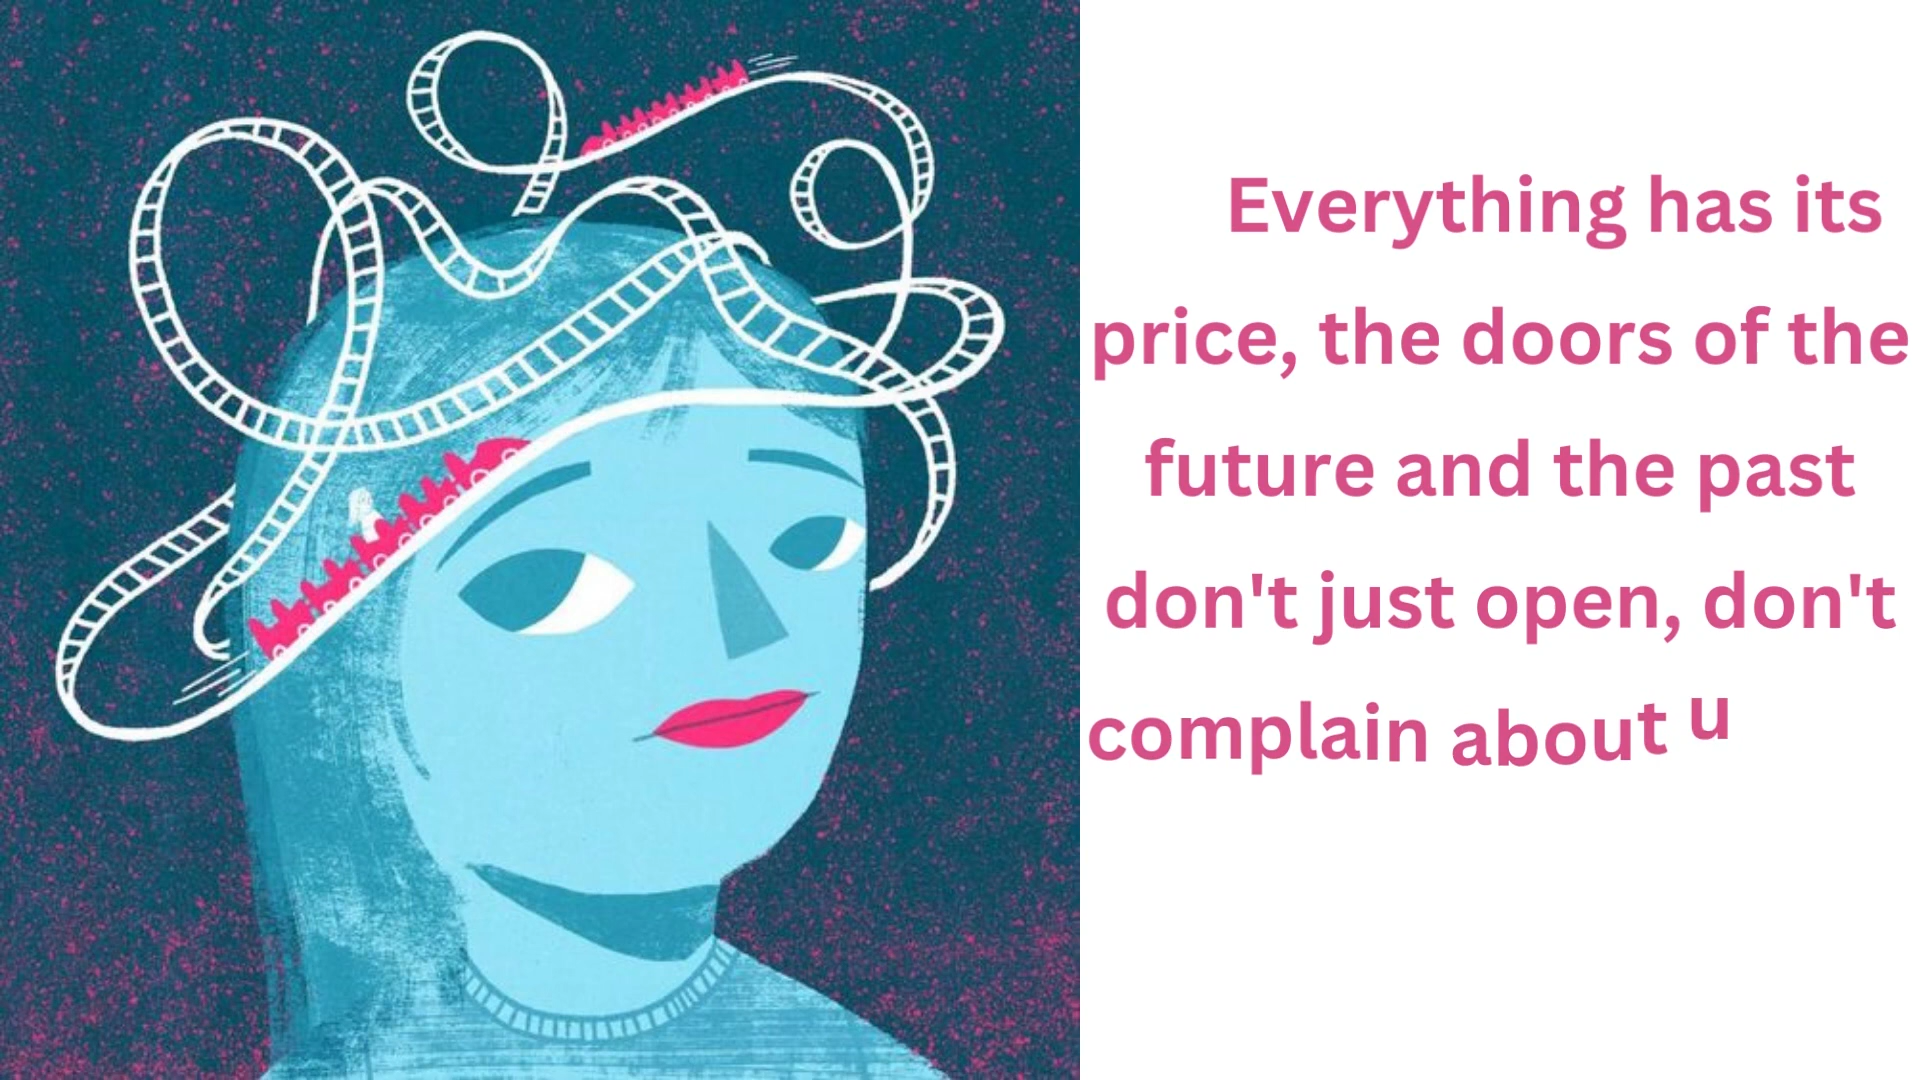 Everything has its
price, the doors of the
future and the past
don't just open, don't
complain about u